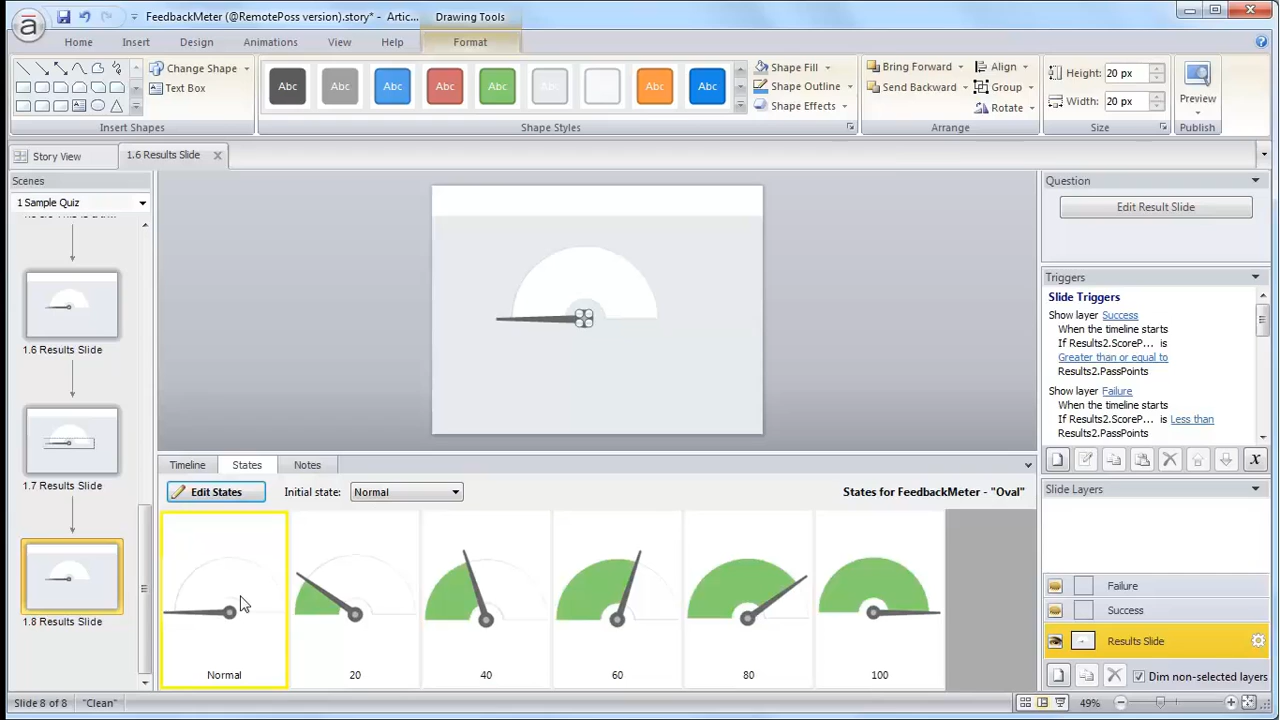 FeedbackMeter (@RemotePoss version).story* - Artic...
Drawing Tools
Home
Insert
Design
Animations
View
Help
Format
Change Shape
Text Box
Insert Shapes
Abc Abc Abc Abc Abc Abc Abc Abc
Shape Fill
Shape Outline
Shape Effects
Shape Styles
Bring Forward
Send Backward
Align
Group
Rotate
Arrange
Height: 20 px
Width: 20 px
Size
Preview
Publish
Story View
1.6 Results Slide
Scenes
1 Sample Quiz
1.6 Results Slide
1.7 Results Slide
1.8 Results Slide
Timeline
States
Notes
Edit States
Initial state: Normal
States for FeedbackMeter - "Oval"
Normal
20
40
60
80
100
Question
Edit Result Slide
Triggers
Slide Triggers
Show layer Success
When the timeline starts
If Results2.ScoreP... is
Greater than or equal to
Results2.PassPoints
Show layer Failure
When the timeline starts
If Results2.ScoreP... is Less than
Results2.PassPoints
Slide Layers
Failure
Success
Results Slide
Dim non-selected layers
Slide 8 of 8
"Clean"
49%